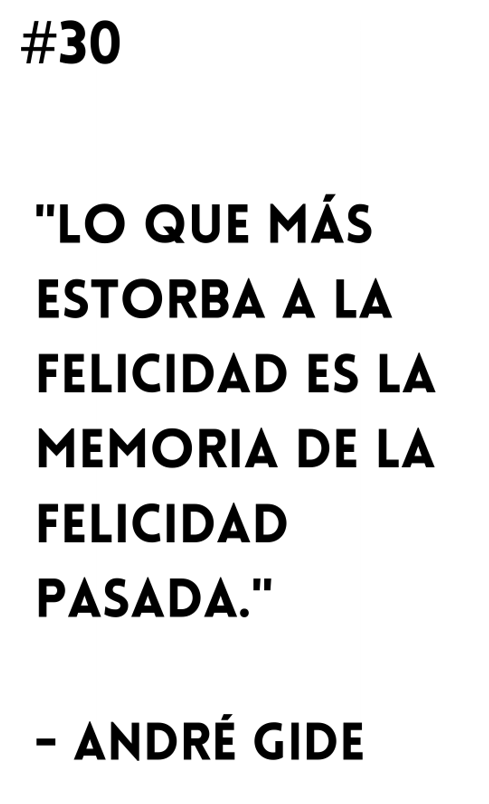 #30
"LO QUE MÁS
ESTORBA A LA
FELICIDAD ES LA
MEMORIA DE LA
FELICIDAD
PASADA."
- ANDRÉ GIDE